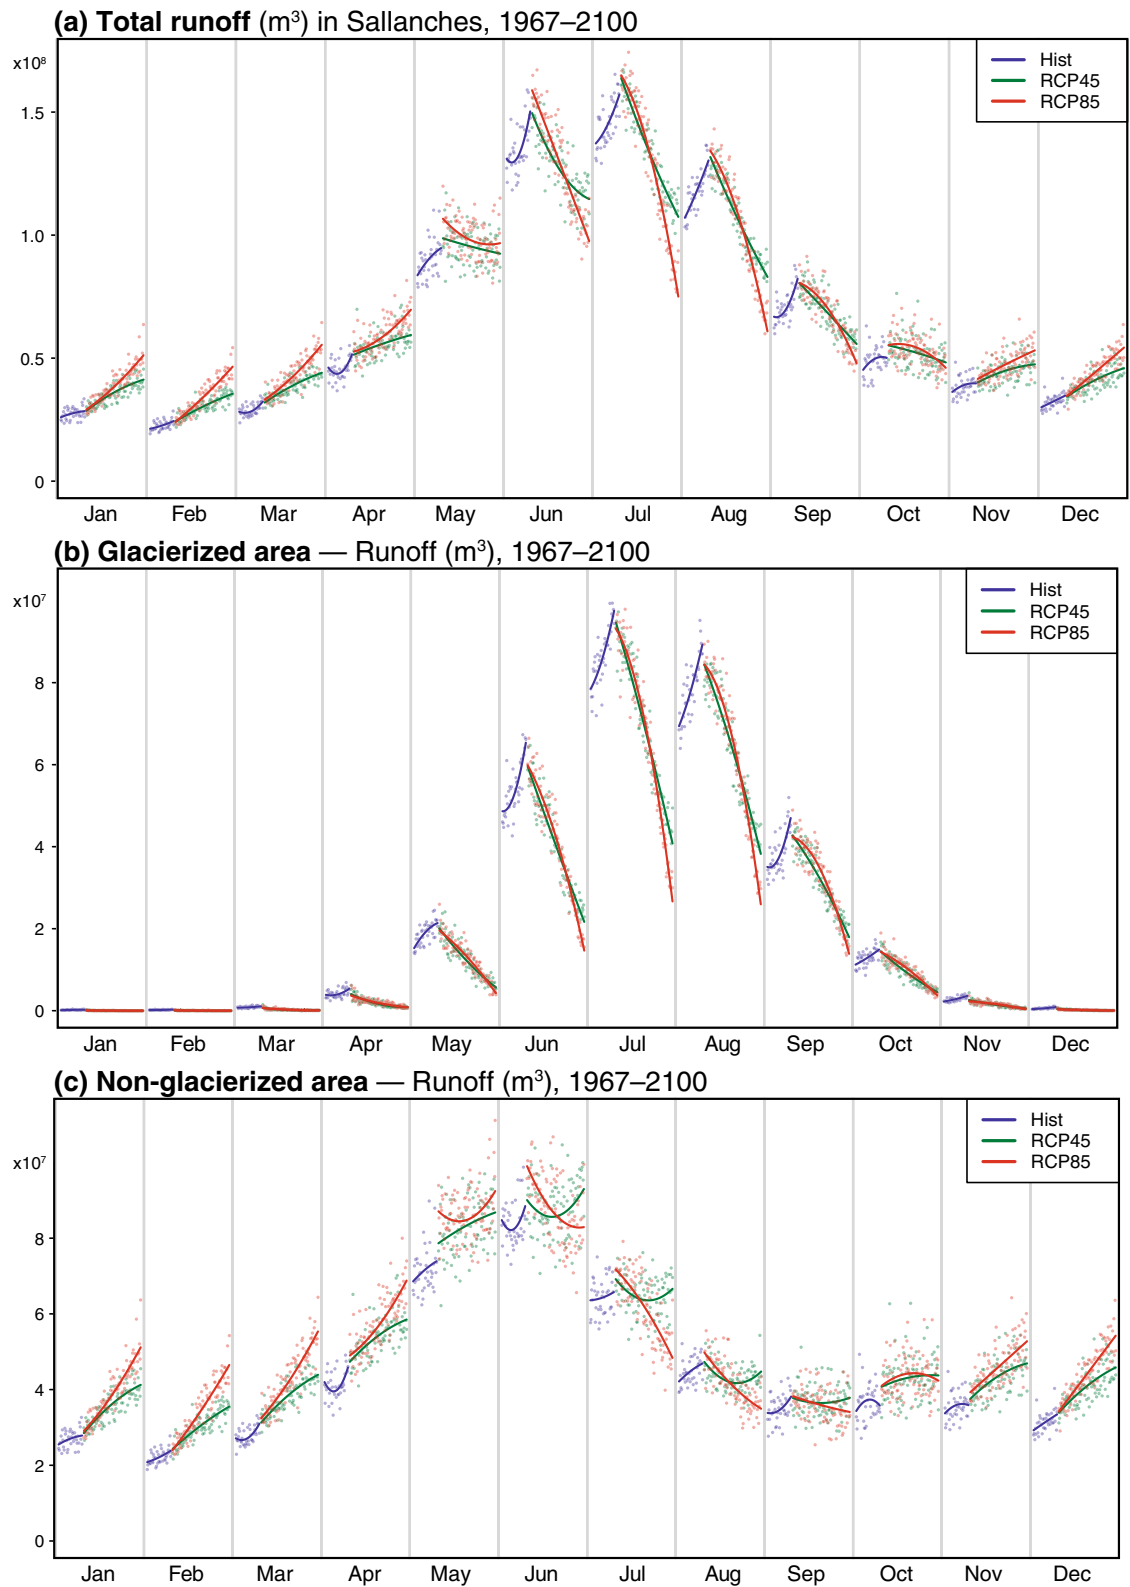 (a) Total runoff (m³) in Sallanches, 1967–2100
x10⁸
1.5
1.0
0.5
0
Hist
RCP45
RCP85
Jan Feb Mar Apr May Jun Jul Aug Sep Oct Nov Dec
(b) Glacierized area — Runoff (m³), 1967–2100
x10⁷
8
6
4
2
0
Hist
RCP45
RCP85
Jan Feb Mar Apr May Jun Jul Aug Sep Oct Nov Dec
(c) Non-glacierized area — Runoff (m³), 1967–2100
x10⁷
8
6
4
2
0
Hist
RCP45
RCP85
Jan Feb Mar Apr May Jun Jul Aug Sep Oct Nov Dec